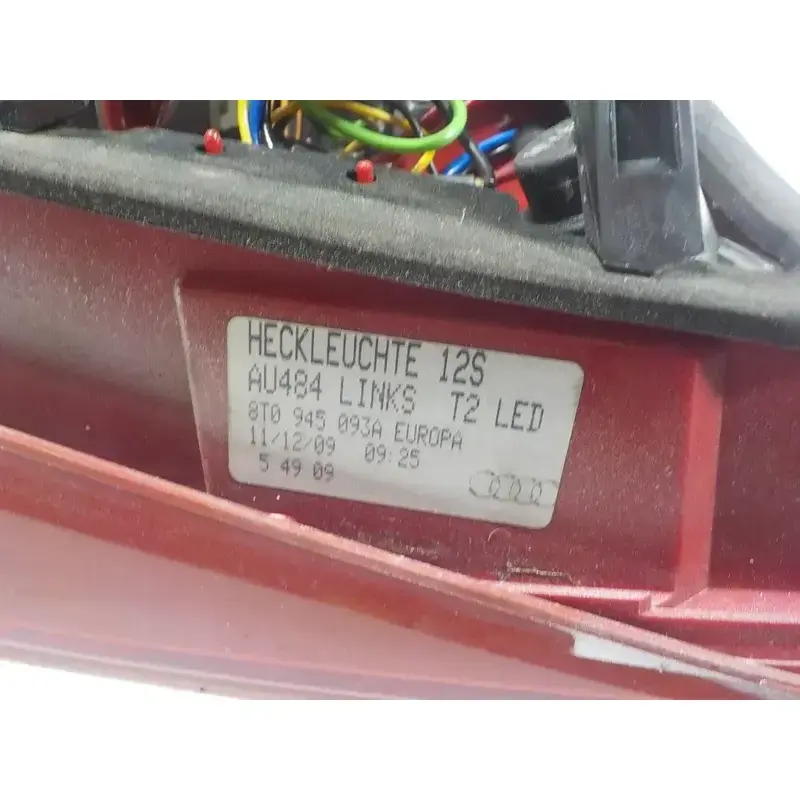 HECKLEUCHTE 12S
AU484 LINKS T2 LED
8T0 945 093A EUROPA
11/12/09 09:25
5 49 09